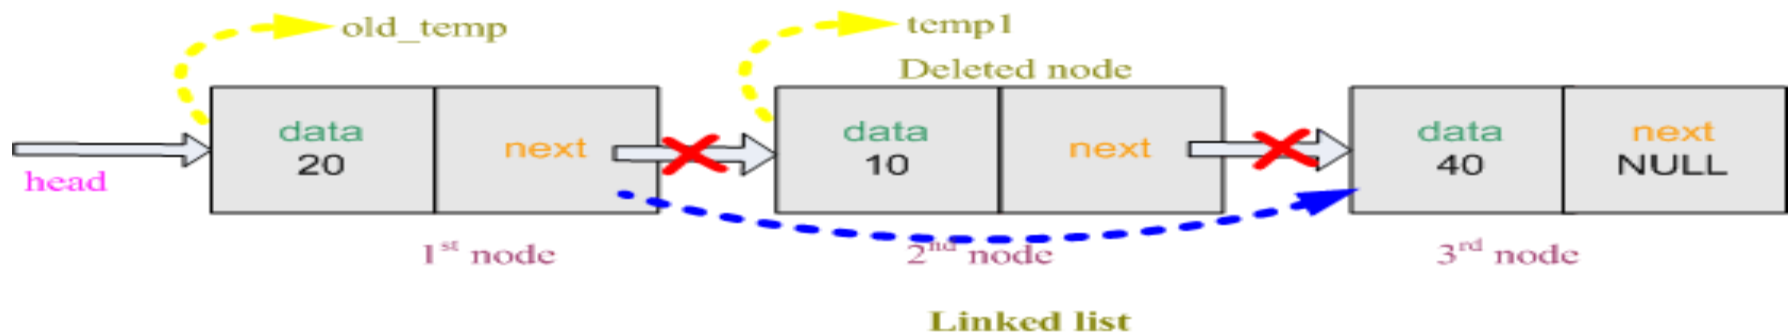 old_temp
temp1
Deleted node
head
data
20
next
data
10
next
data
40
next
NULL
1st node
2nd node
3rd node
Linked list